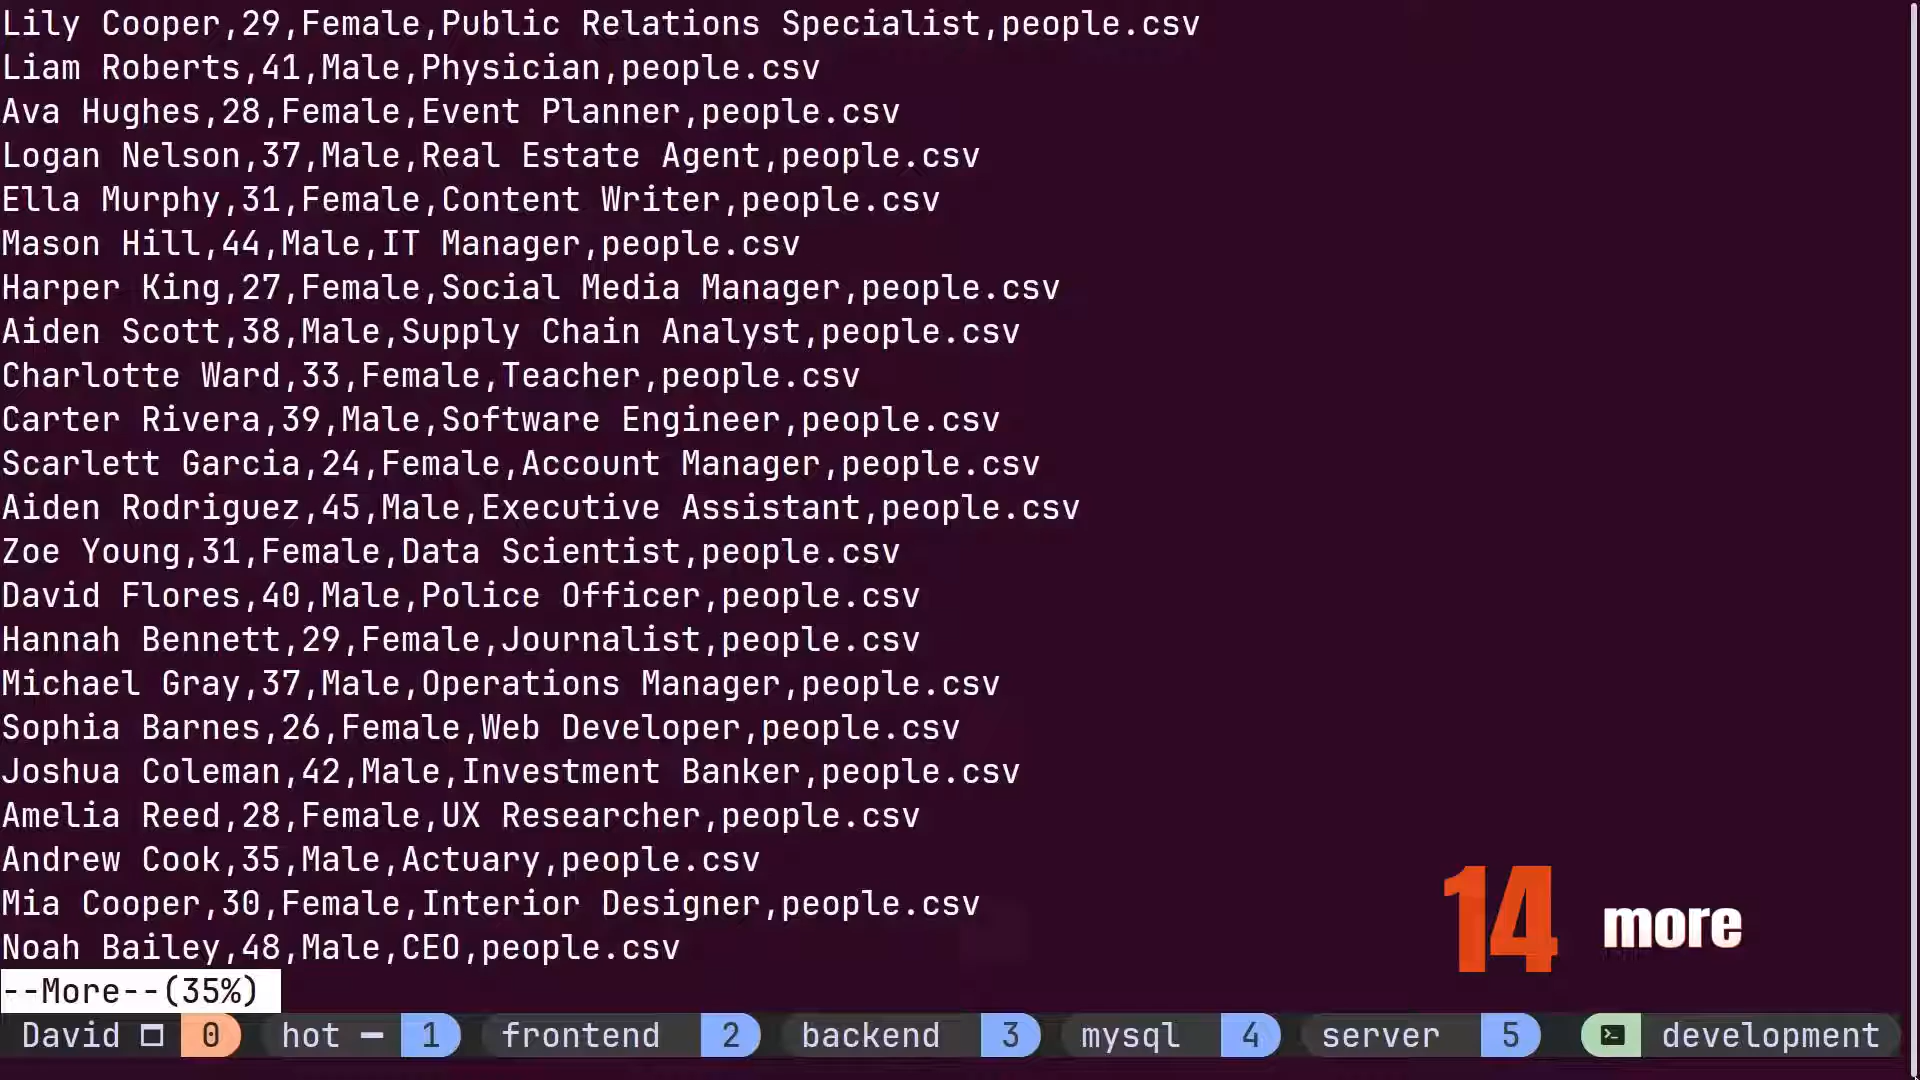 Lily Cooper,29,Female,Public Relations Specialist,people.csv
Liam Roberts,41,Male,Physician,people.csv
Ava Hughes,28,Female,Event Planner,people.csv
Logan Nelson,37,Male,Real Estate Agent,people.csv
Ella Murphy,31,Female,Content Writer,people.csv
Mason Hill,44,Male,IT Manager,people.csv
Harper King,27,Female,Social Media Manager,people.csv
Aiden Scott,38,Male,Supply Chain Analyst,people.csv
Charlotte Ward,33,Female,Teacher,people.csv
Carter Rivera,39,Male,Software Engineer,people.csv
Scarlett Garcia,24,Female,Account Manager,people.csv
Aiden Rodriguez,45,Male,Executive Assistant,people.csv
Zoe Young,31,Female,Data Scientist,people.csv
David Flores,40,Male,Police Officer,people.csv
Hannah Bennett,29,Female,Journalist,people.csv
Michael Gray,37,Male,Operations Manager,people.csv
Sophia Barnes,26,Female,Web Developer,people.csv
Joshua Coleman,42,Male,Investment Banker,people.csv
Amelia Reed,28,Female,UX Researcher,people.csv
Andrew Cook,35,Male,Actuary,people.csv
Mia Cooper,30,Female,Interior Designer,people.csv
Noah Bailey,48,Male,CEO,people.csv
14 more
--More--(35%)
David 0 hot 1 frontend 2 backend 3 mysql 4 server 5 development